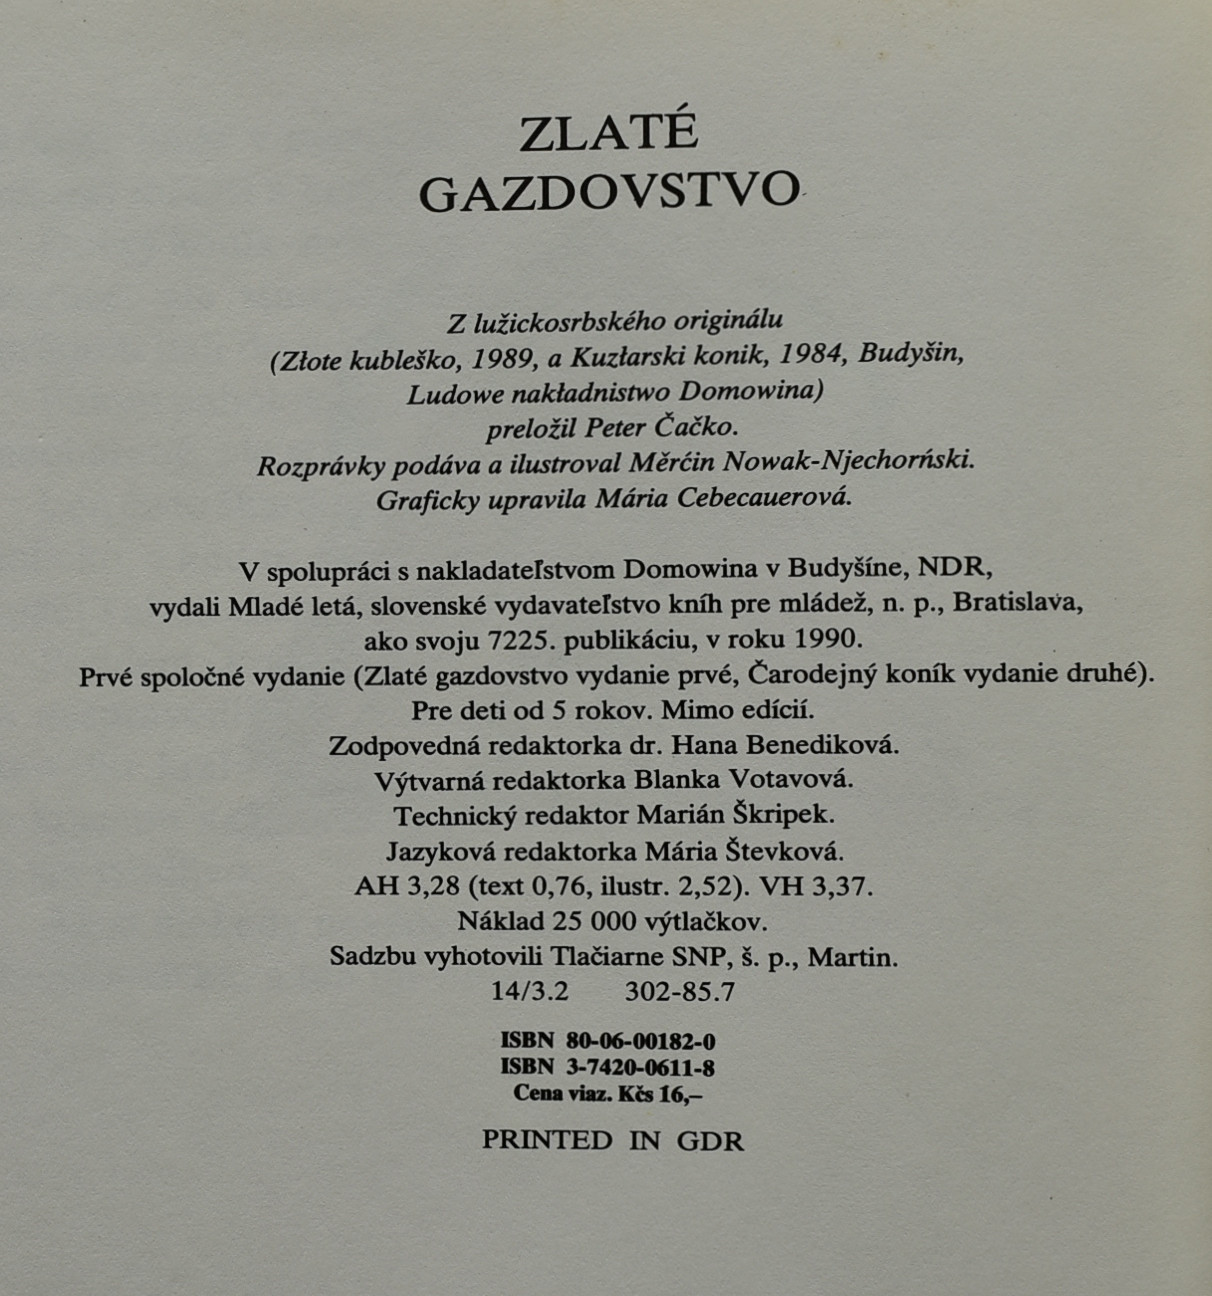 ZLATÉ
GAZDOVSTVO
Z lužickosrbského originálu
(Złote kubleško, 1989, a Kuzłarski konik, 1984, Budyšin,
Ludowe nakładnistwo Domowina)
preložil Peter Čačko.
Rozprávky podáva a ilustroval Měrćin Nowak-Njechorński.
Graficky upravila Mária Cebecauerová.
V spolupráci s nakladateľstvom Domowina v Budyšíne, NDR,
vydali Mladé letá, slovenské vydavateľstvo kníh pre mládež, n. p., Bratislava,
ako svoju 7225. publikáciu, v roku 1990.
Prvé spoločné vydanie (Zlaté gazdovstvo vydanie prvé, Čarodejný koník vydanie druhé).
Pre deti od 5 rokov. Mimo edícií.
Zodpovedná redaktorka dr. Hana Benediková.
Výtvarná redaktorka Blanka Votavová.
Technický redaktor Marián Škripek.
Jazyková redaktorka Mária Števková.
AH 3,28 (text 0,76, ilustr. 2,52). VH 3,37.
Náklad 25 000 výtlačkov.
Sadzbu vyhotovili Tlačiarne SNP, š. p., Martin.
14/3.2 302-85.7
ISBN 80-06-00182-0
ISBN 3-7420-0611-8
Cena viaz. Kčs 16,–
PRINTED IN GDR